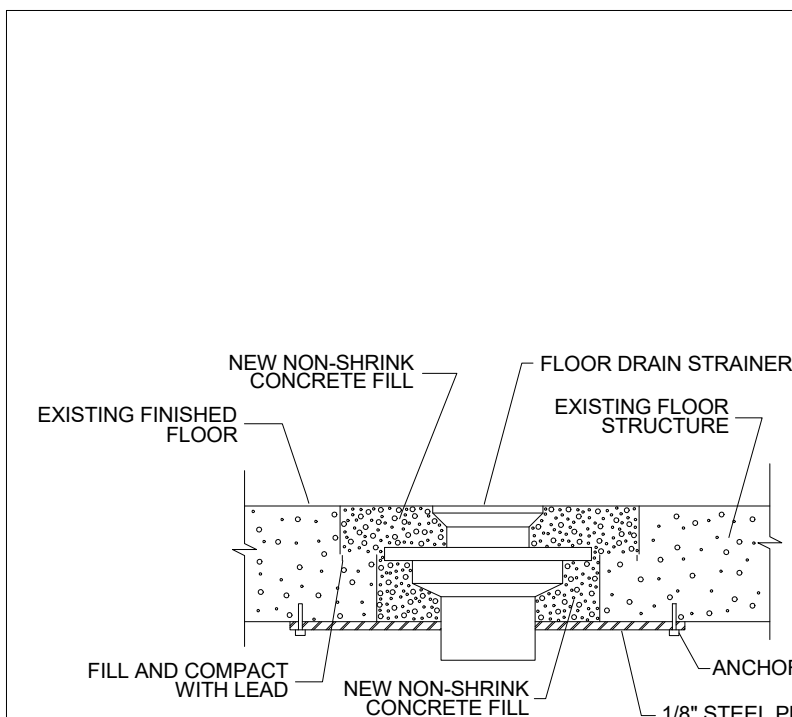 NEW NON-SHRINK
CONCRETE FILL
FLOOR DRAIN STRAINER
EXISTING FINISHED
FLOOR
EXISTING FLOOR
STRUCTURE
FILL AND COMPACT
WITH LEAD
NEW NON-SHRINK
CONCRETE FILL
ANCHOR
1/8" STEEL